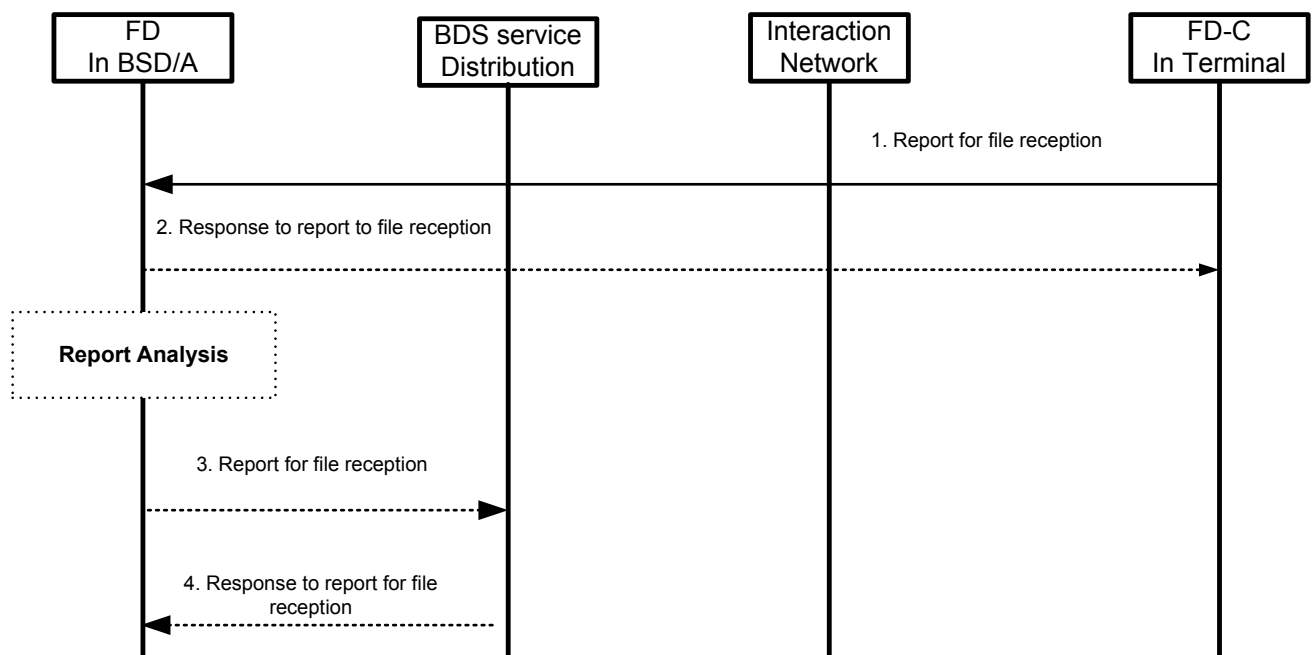 FD
In BSD/A
BDS service
Distribution
Interaction
Network
FD-C
In Terminal
1. Report for file reception
2. Response to report to file reception
Report Analysis
3. Report for file reception
4. Response to report for file
reception